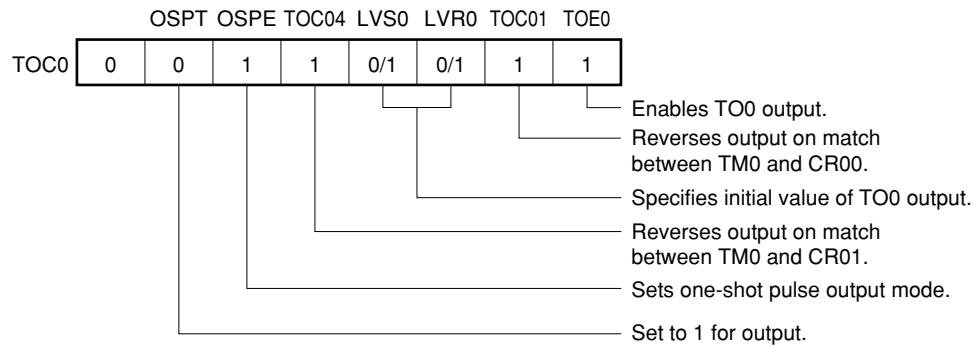 OSPT OSPE TOC04 LVS0 LVR0 TOC01 TOE0
TOC0 0 0 1 1 0/1 0/1 1 1
Enables TO0 output.
Reverses output on match
between TM0 and CR00.
Specifies initial value of TO0 output.
Reverses output on match
between TM0 and CR01.
Sets one-shot pulse output mode.
Set to 1 for output.